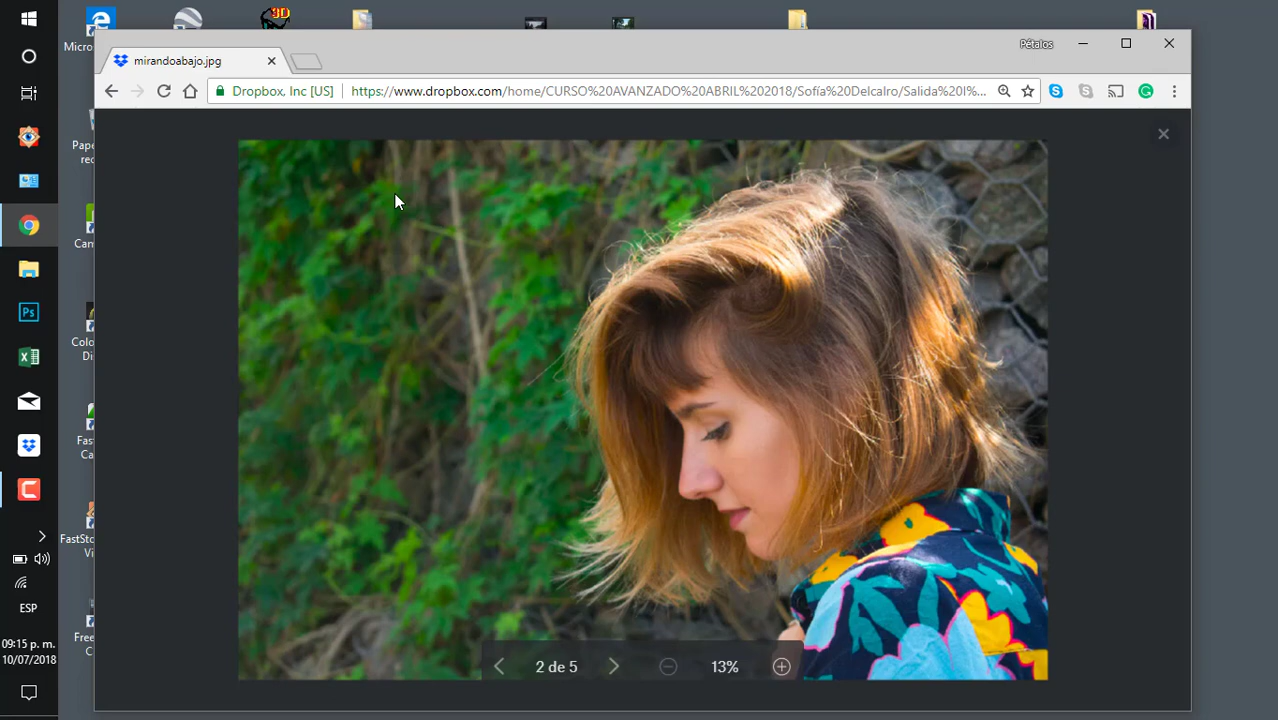 3D
Micro
Pétalos
mirandoabajo.jpg
Dropbox, Inc [US]
https://www.dropbox.com/home/CURSO%20AVANZADO%20ABRIL%202018/Sofía%20Delcalro/Salida%20I%...
Pape
rec
Can
Colo
Di
Fast
Ca
FastSto
Vi
Free
C
Ps
ESP
09:15 p. m.
10/07/2018
2 de 5
13%